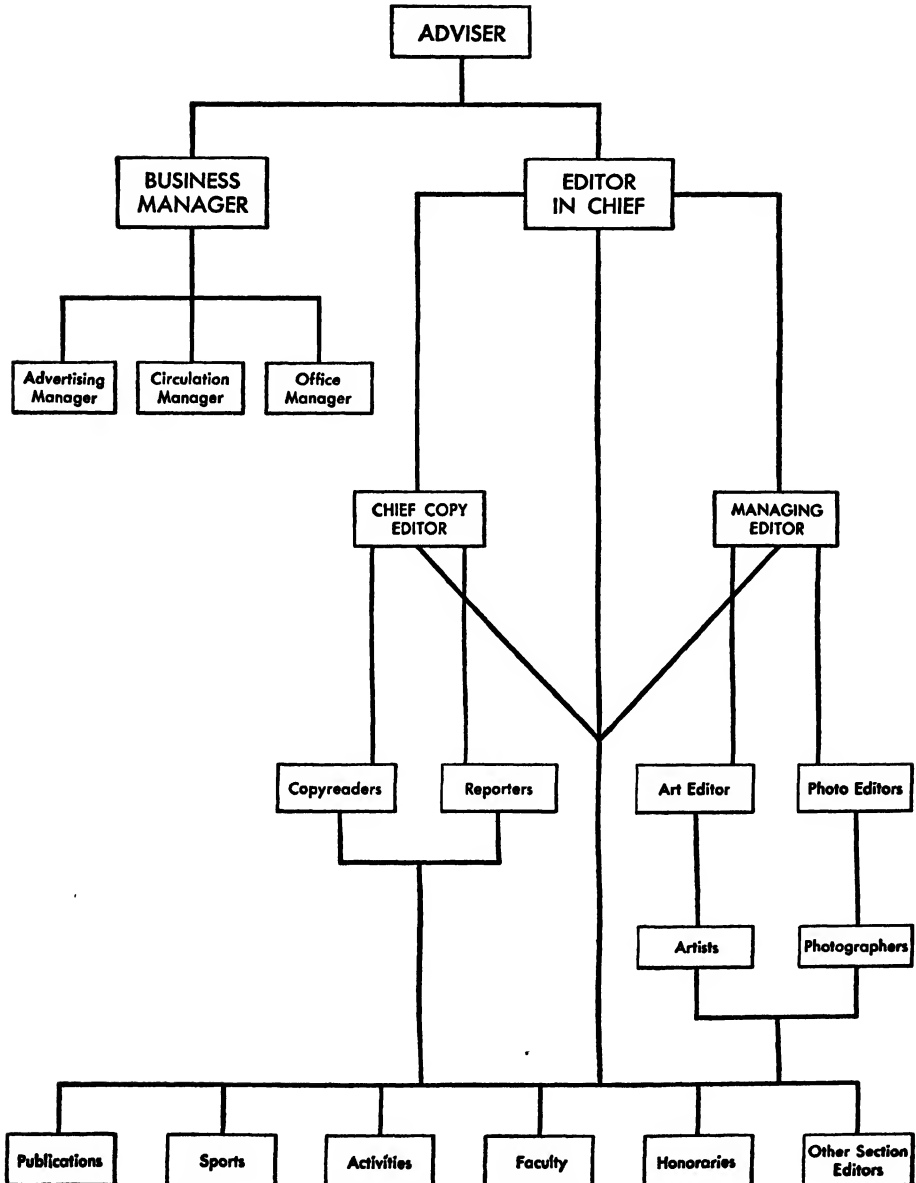 ADVISER
BUSINESS
MANAGER
EDITOR
IN CHIEF
Advertising
Manager
Circulation
Manager
Office
Manager
CHIEF COPY
EDITOR
MANAGING
EDITOR
Copyreaders
Reporters
Art Editor
Photo Editors
Artists
Photographers
Publications
Sports
Activities
Faculty
Honoraries
Other Section
Editors